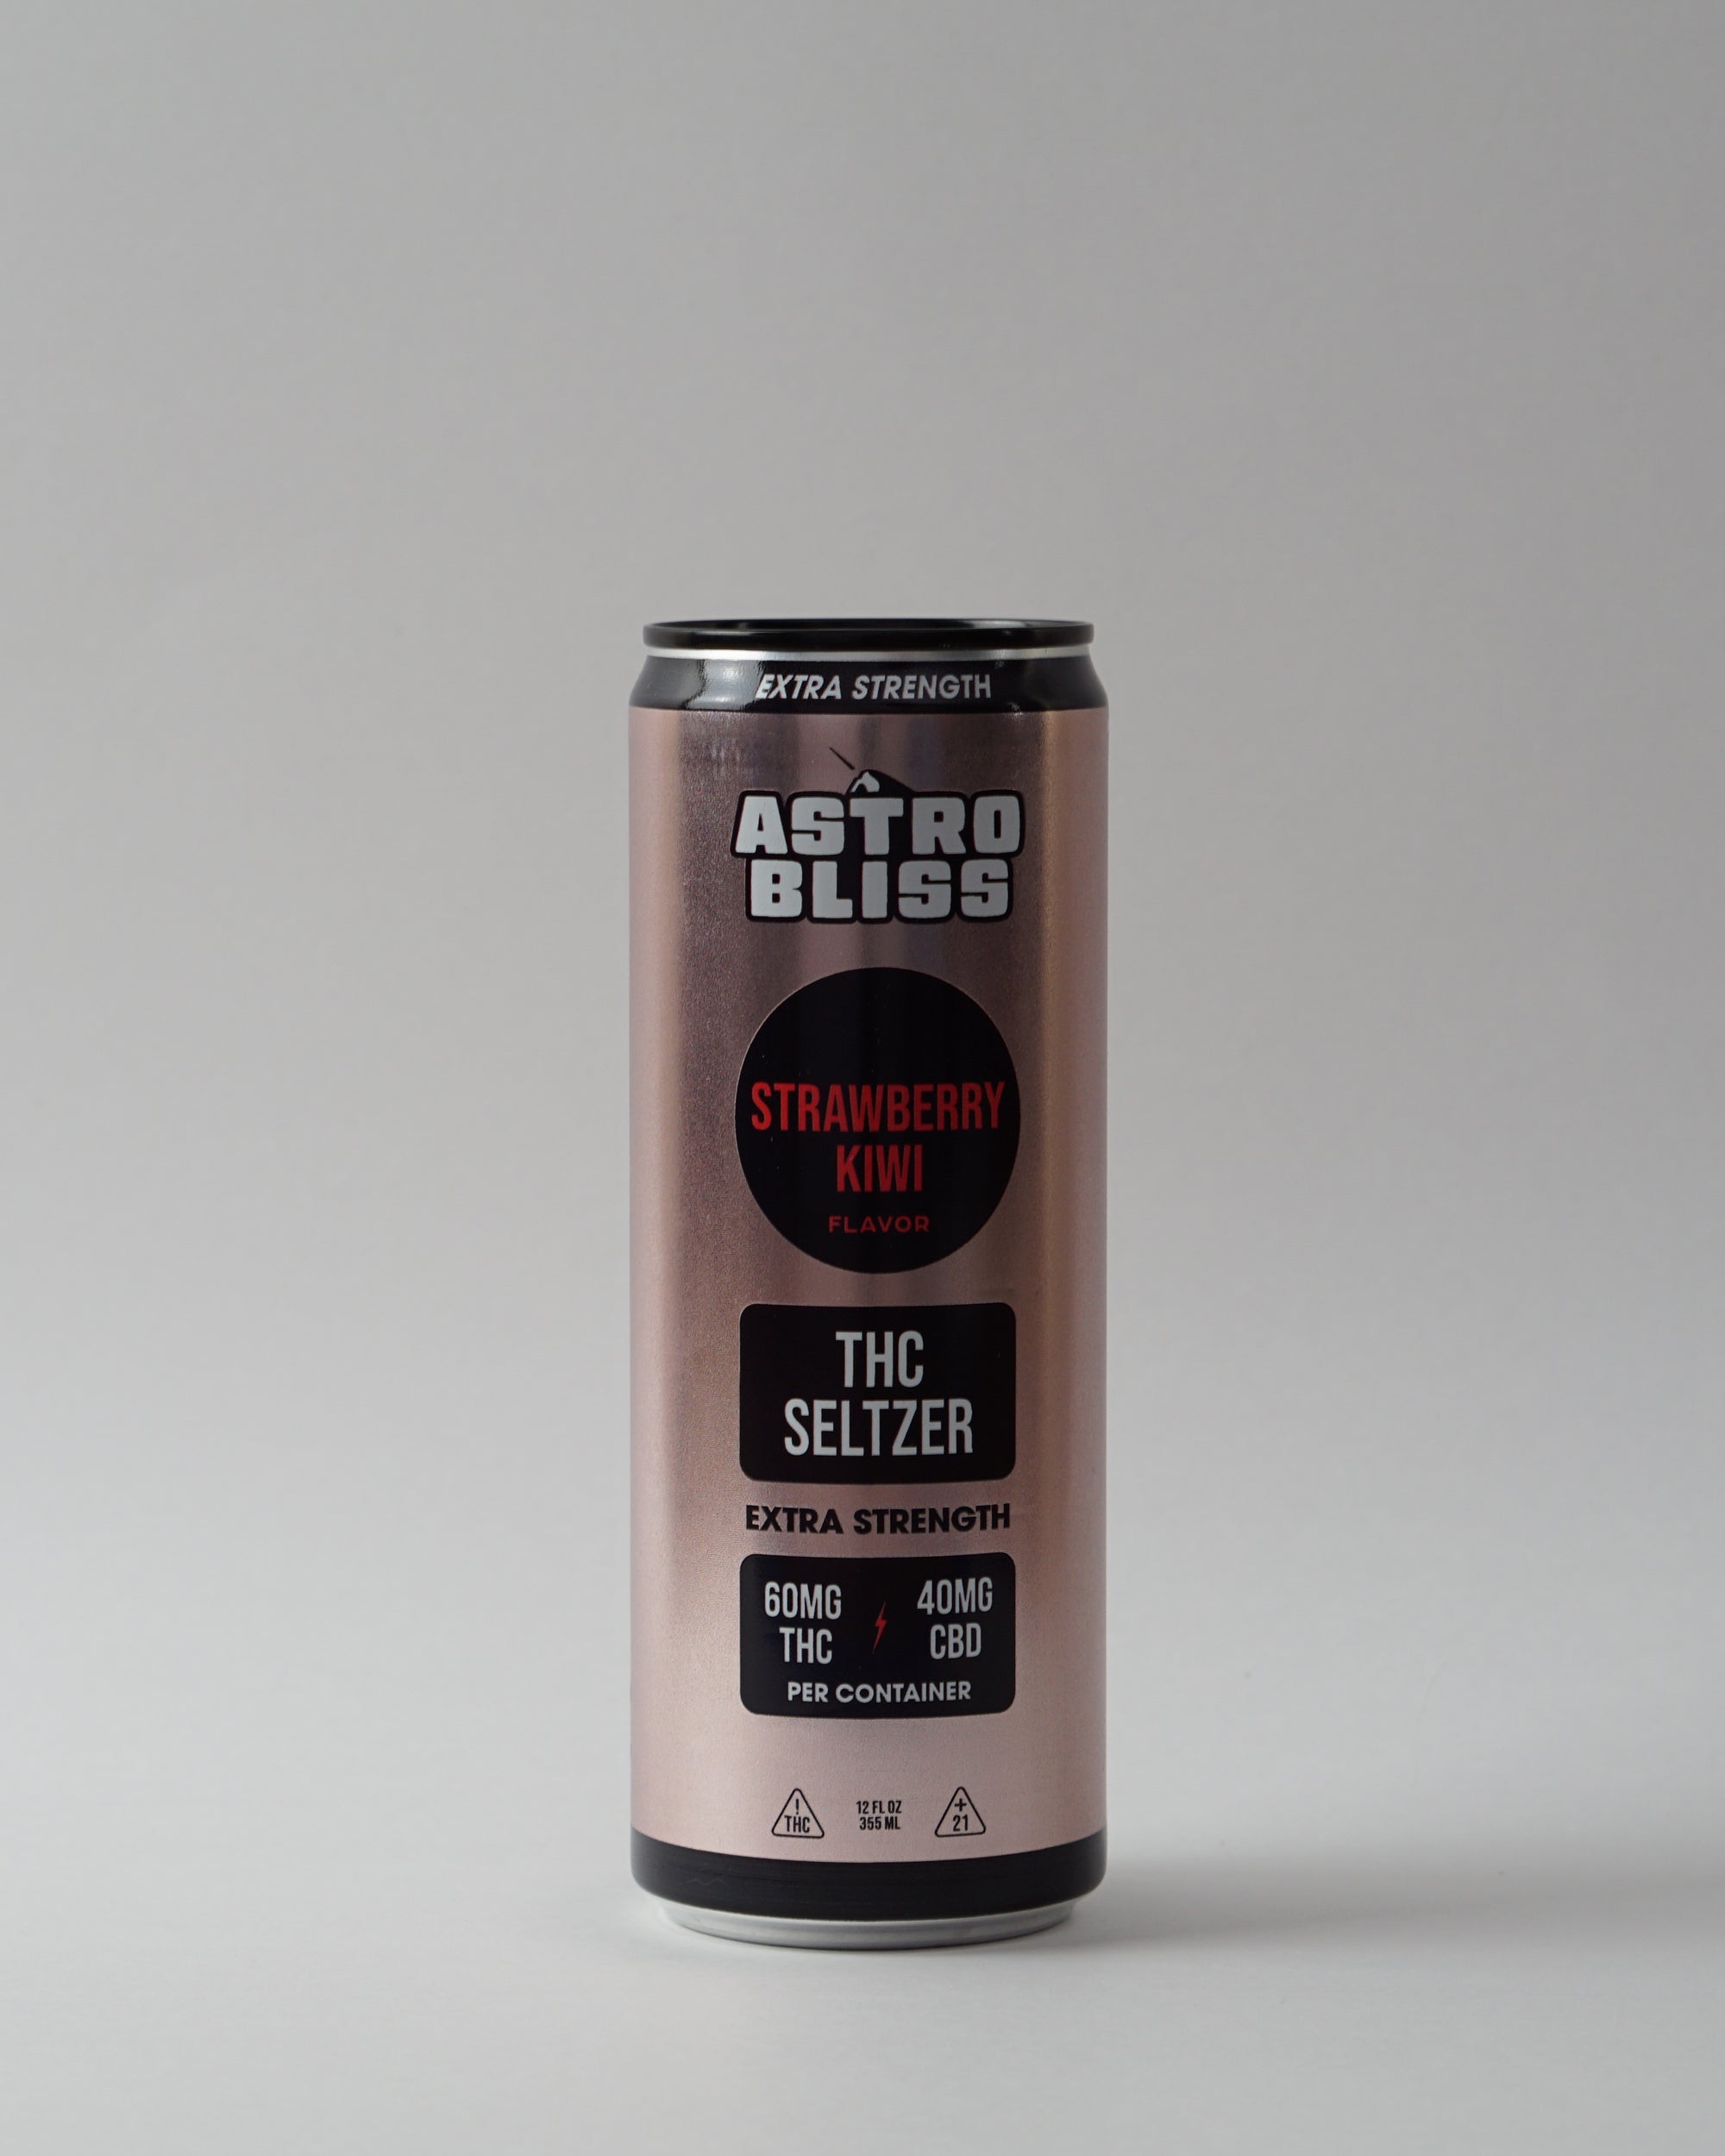 EXTRA STRENGTH
ASTRO
BLISS
STRAWBERRY
KIWI
FLAVOR
THC
SELTZER
EXTRA STRENGTH
60MG
THC
40MG
CBD
PER CONTAINER
!
THC
12 FL OZ
355 ML
+
21